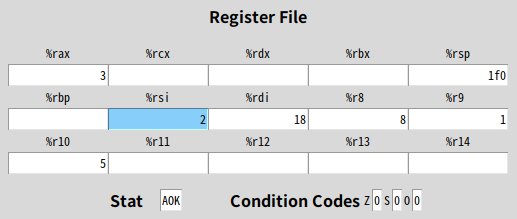 Register File
%rax %rcx %rdx %rbx %rsp
3 1f0
%rbp %rsi %rdi %r8 %r9
2 18 8 1
%r10 %r11 %r12 %r13 %r14
5
Stat AOK Condition Codes Z 0 S 0 O 0